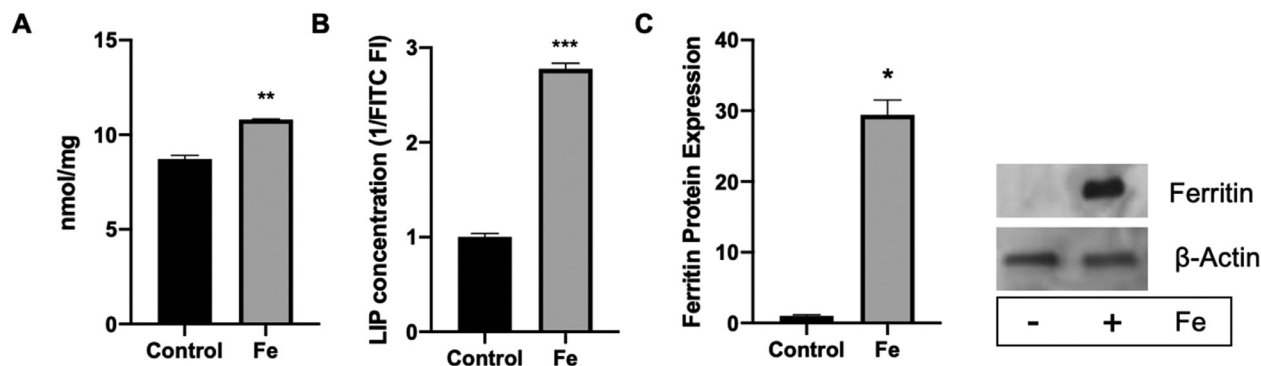 A
nmol/mg
15
10
5
0
**
Control
Fe
B
LIP concentration (1/FITC FI)
3
2
1
0
***
Control
Fe
C
Ferritin Protein Expression
40
30
20
10
0
*
Control
Fe
Ferritin
β-Actin
- + Fe